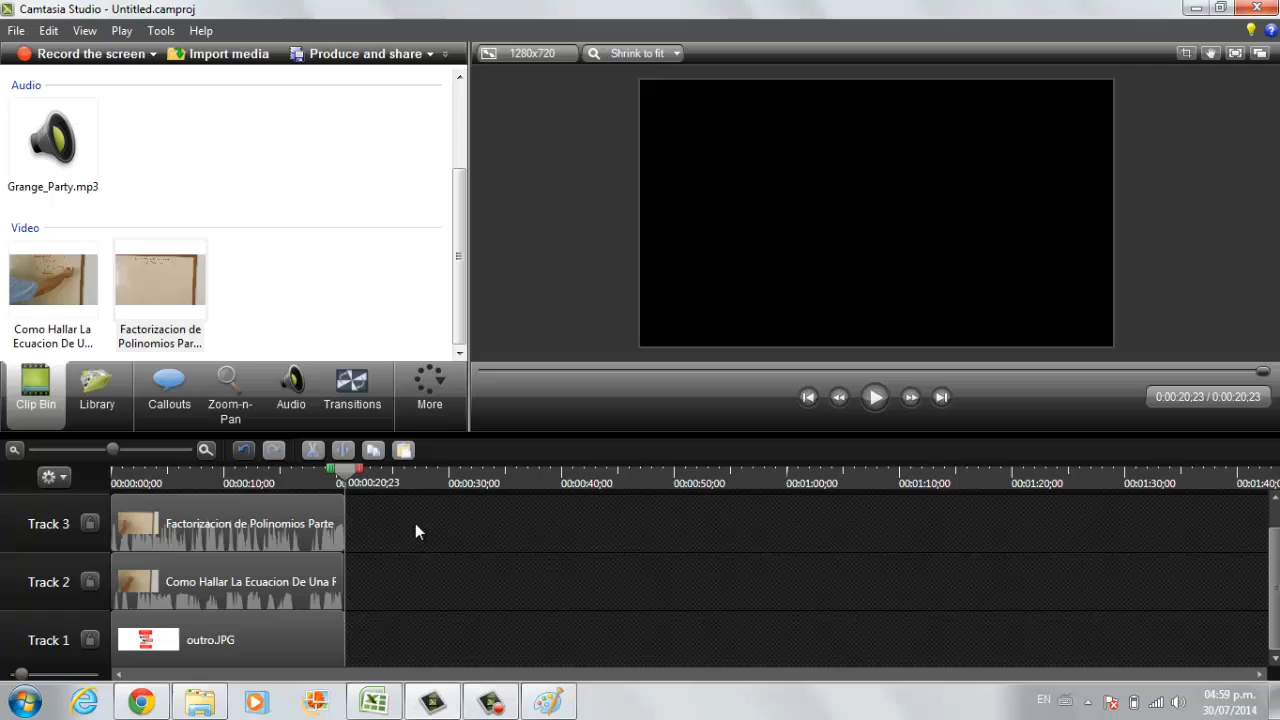 Camtasia Studio - Untitled.camproj
File Edit View Play Tools Help
Record the screen Import media Produce and share 1280x720 Shrink to fit
Audio
Grange_Party.mp3
Video
Como Hallar La
Ecuacion De U...
Factorizacion de
Polinomios Par...
Clip Bin Library Callouts Zoom-n-
Pan Audio Transitions More
0:00:20;23 / 0:00:20;23
00:00:00;00 00:00:10;00 00:00:20;23 00:00:30;00 00:00:40;00 00:00:50;00 00:01:00;00 00:01:10;00 00:01:20;00 00:01:30;00 00:01:40;
Track 3 Factorizacion de Polinomios Parte
Track 2 Como Hallar La Ecuacion De Una
Track 1 outro.JPG
EN 04:59 p.m.
30/07/2014